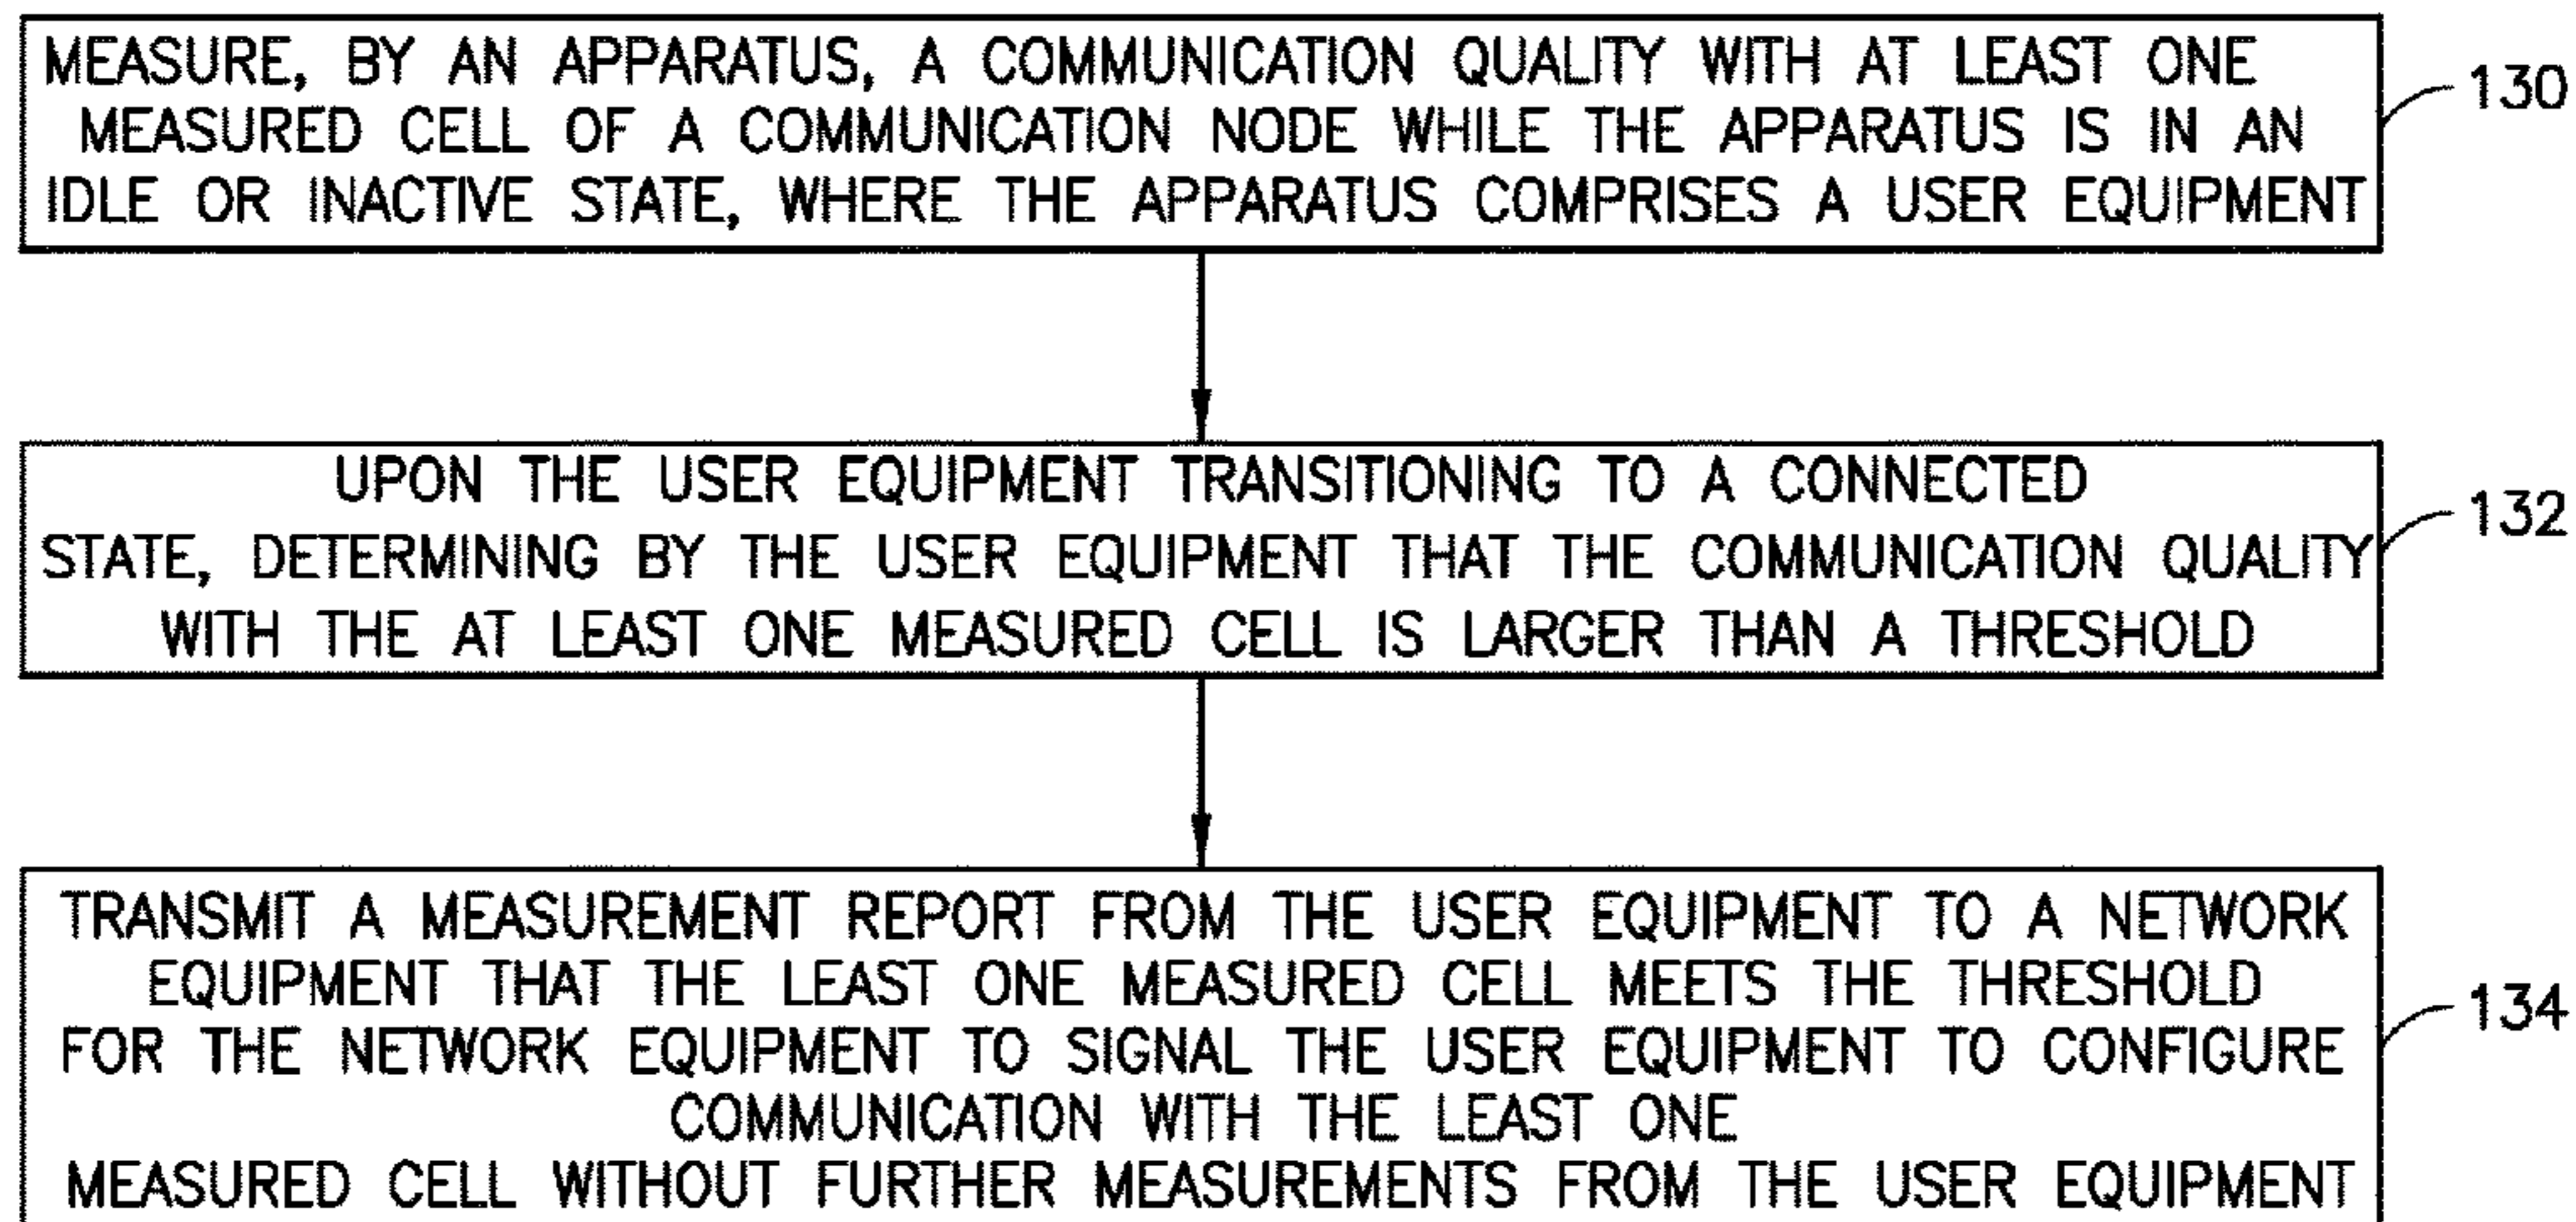 MEASURE, BY AN APPARATUS, A COMMUNICATION QUALITY WITH AT LEAST ONE
MEASURED CELL OF A COMMUNICATION NODE WHILE THE APPARATUS IS IN AN
IDLE OR INACTIVE STATE, WHERE THE APPARATUS COMPRISES A USER EQUIPMENT
130
UPON THE USER EQUIPMENT TRANSITIONING TO A CONNECTED
STATE, DETERMINING BY THE USER EQUIPMENT THAT THE COMMUNICATION QUALITY
WITH THE AT LEAST ONE MEASURED CELL IS LARGER THAN A THRESHOLD
132
TRANSMIT A MEASUREMENT REPORT FROM THE USER EQUIPMENT TO A NETWORK
EQUIPMENT THAT THE LEAST ONE MEASURED CELL MEETS THE THRESHOLD
FOR THE NETWORK EQUIPMENT TO SIGNAL THE USER EQUIPMENT TO CONFIGURE
COMMUNICATION WITH THE LEAST ONE
MEASURED CELL WITHOUT FURTHER MEASUREMENTS FROM THE USER EQUIPMENT
134